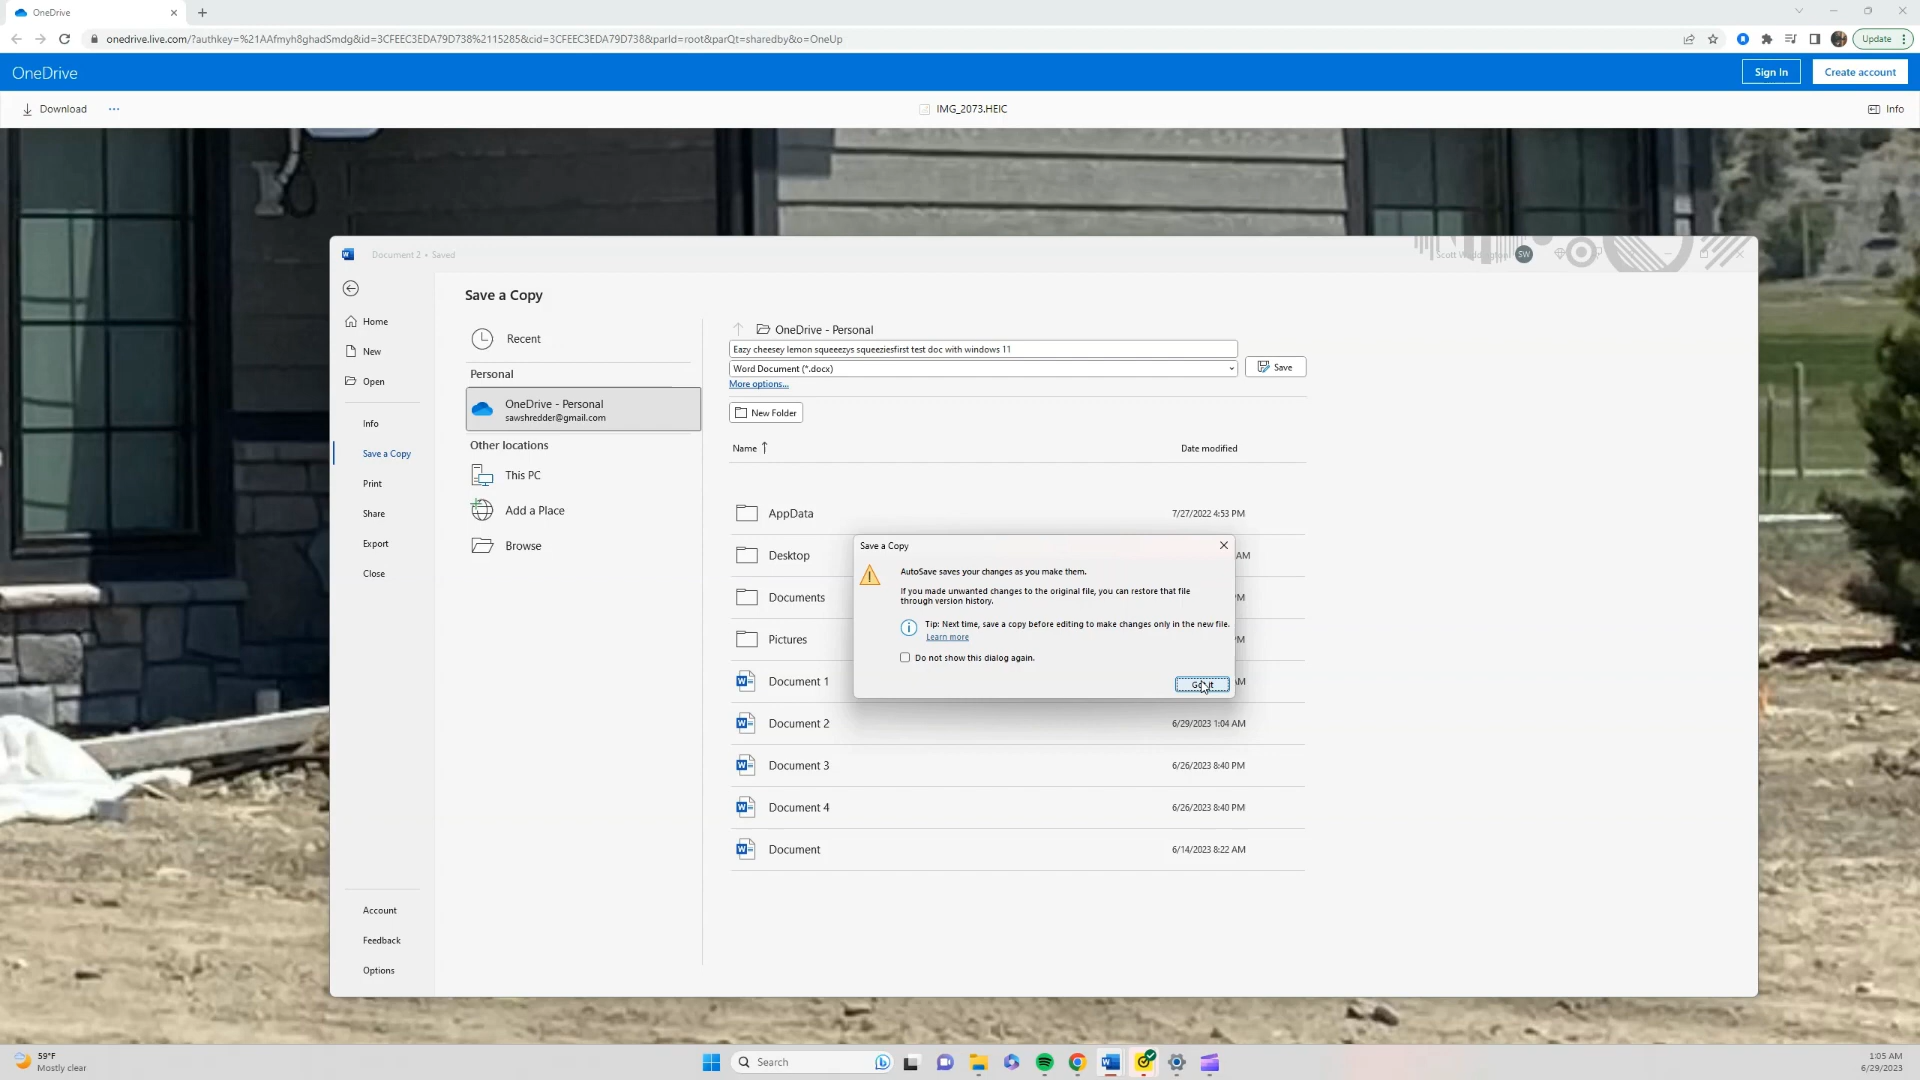 OneDrive
onedrive.live.com/?authkey=%21AAfmyh8ghadSmdg&id=3CFEEC3EDA79D738%2115285&cid=3CFEEC3EDA79D738&parId=root&parQt=sharedby&o=OneUp
Update
OneDrive
Sign In
Create account
Download
IMG_2073.HEIC
Info
Document 2 • Saved
Scott
SW
Save a Copy
Home
New
Open
Info
Save a Copy
Print
Share
Export
Close
Account
Feedback
Options
Recent
Personal
OneDrive - Personal
sawshredder@gmail.com
Other locations
This PC
Add a Place
Browse
OneDrive - Personal
Eazy cheesey lemon squeeezys squeeziesfirst test doc with windows 11
Word Document (*.docx)
Save
More options...
New Folder
Name
Date modified
AppData
7/27/2022 4:53 PM
Desktop
AM
Documents
PM
Pictures
PM
Document 1
AM
Document 2
6/29/2023 1:04 AM
Document 3
6/26/2023 8:40 PM
Document 4
6/26/2023 8:40 PM
Document
6/14/2023 8:22 AM
Save a Copy
AutoSave saves your changes as you make them.
If you made unwanted changes to the original file, you can restore that file
through version history.
Tip: Next time, save a copy before editing to make changes only in the new file.
Learn more
Do not show this dialog again.
Got it
59°F
Mostly clear
Search
1:05 AM
6/29/2023